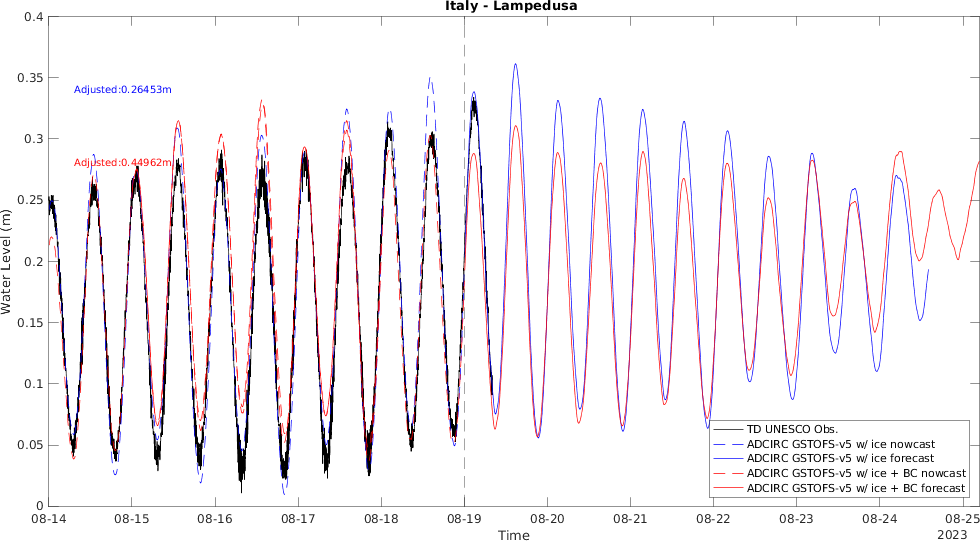 Italy - Lampedusa
0.4
0.35
0.3
0.25
0.2
0.15
0.1
0.05
0
Water Level (m)
Adjusted:0.26453m
Adjusted:0.44962m
TD UNESCO Obs.
ADCIRC GSTOFS-v5 w/ ice nowcast
ADCIRC GSTOFS-v5 w/ ice forecast
ADCIRC GSTOFS-v5 w/ ice + BC nowcast
ADCIRC GSTOFS-v5 w/ ice + BC forecast
08-14 08-15 08-16 08-17 08-18 08-19 08-20 08-21 08-22 08-23 08-24 08-25
Time
2023